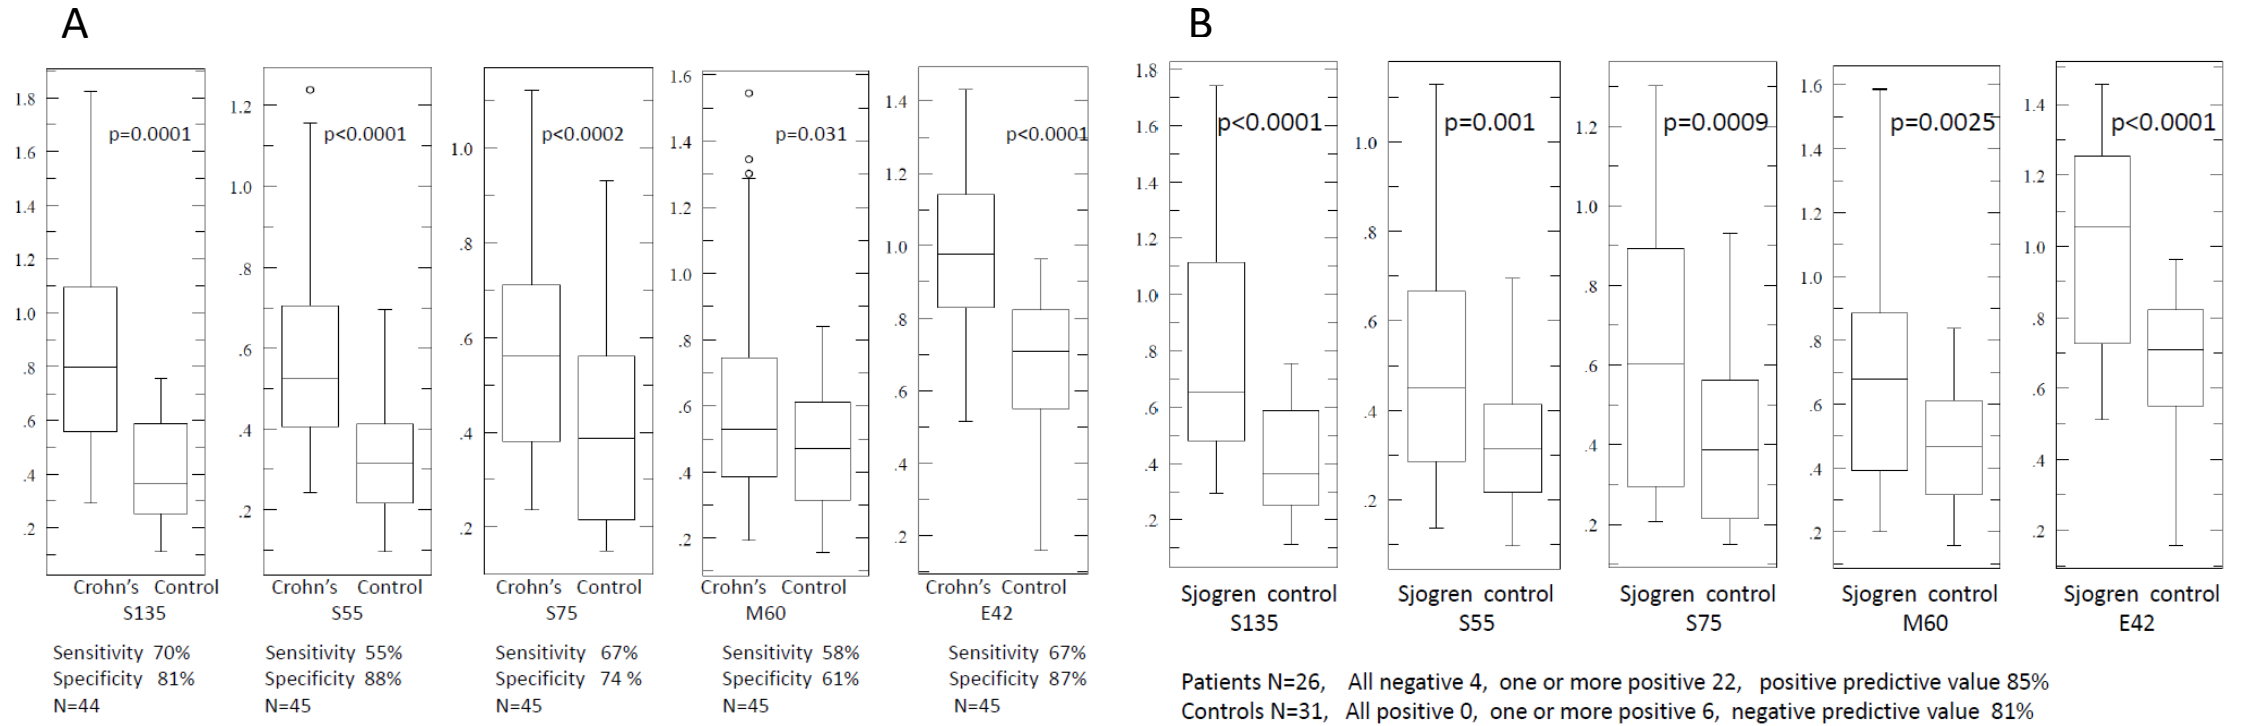 A
B
1.8
1.6
1.4
1.2
1.0
.8
.6
.4
.2
p=0.0001
Crohn's Control
S135
Sensitivity 70%
Specificity 81%
N=44
1.2
1.0
.8
.6
.4
.2
p<0.0001
Crohn's Control
S55
Sensitivity 55%
Specificity 88%
N=45
1.0
.8
.6
.4
.2
p<0.0002
Crohn's Control
S75
Sensitivity 67%
Specificity 74 %
N=45
1.6
1.4
1.2
1.0
.8
.6
.4
.2
p=0.031
Crohn's Control
M60
Sensitivity 58%
Specificity 61%
N=45
1.4
1.2
1.0
.8
.6
.4
.2
p<0.0001
Crohn's Control
E42
Sensitivity 67%
Specificity 87%
N=45
1.8
1.6
1.4
1.2
1.0
.8
.6
.4
.2
p<0.0001
Sjogren control
S135
1.0
.8
.6
.4
.2
p=0.001
Sjogren control
S55
1.2
1.0
.8
.6
.4
.2
p=0.0009
Sjogren control
S75
1.6
1.4
1.2
1.0
.8
.6
.4
.2
p=0.0025
Sjogren control
M60
1.4
1.2
1.0
.8
.6
.4
.2
p<0.0001
Sjogren control
E42
Patients N=26, All negative 4, one or more positive 22, positive predictive value 85%
Controls N=31, All positive 0, one or more positive 6, negative predictive value 81%